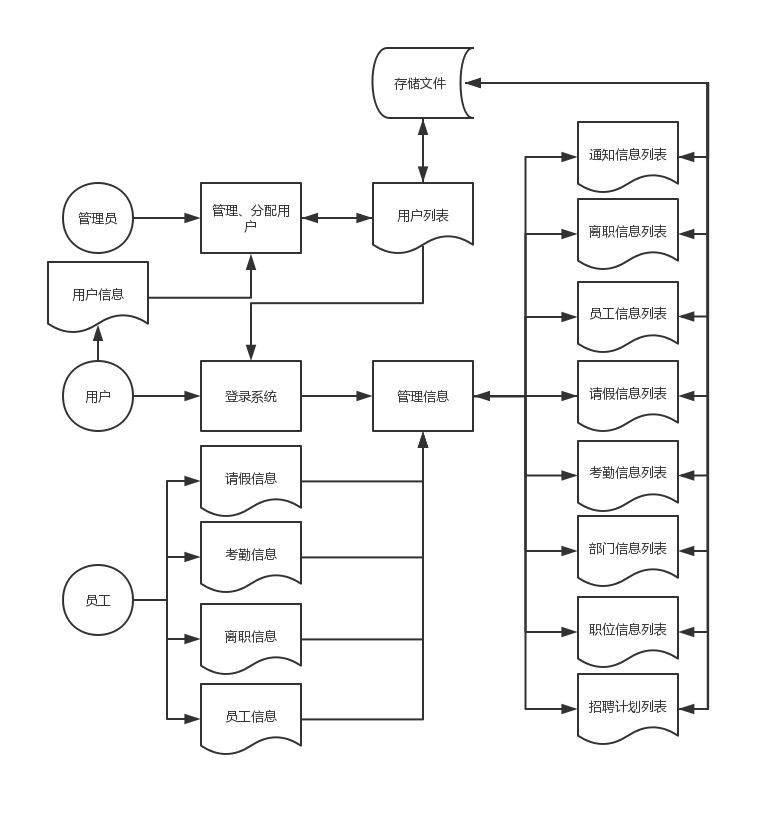 存储文件
通知信息列表
管理员
管理、分配用
户
用户列表
离职信息列表
用户信息
员工信息列表
用户
登录系统
管理信息
请假信息列表
请假信息
考勤信息列表
考勤信息
部门信息列表
员工
离职信息
职位信息列表
员工信息
招聘计划列表